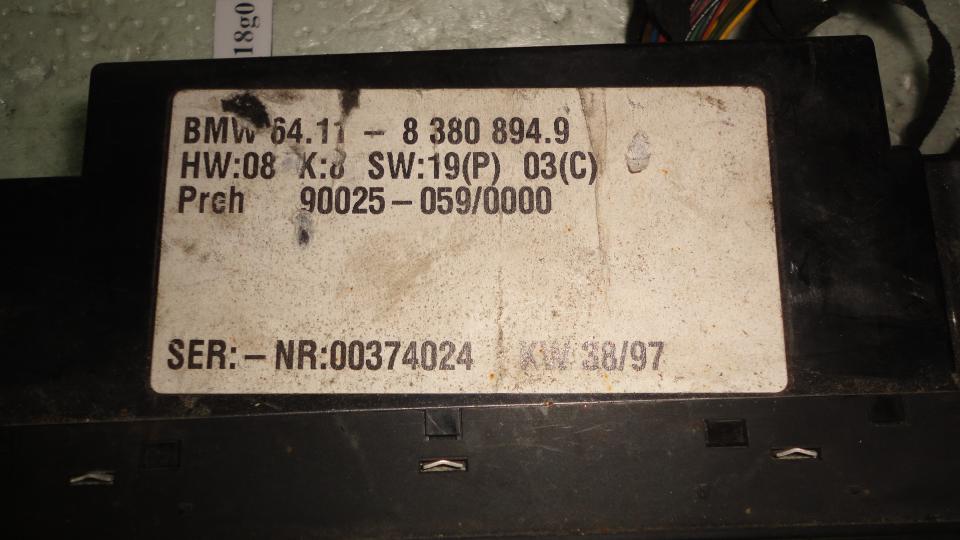 18g0
BMW 64.11 – 8 380 894.9
HW:08 K:8 SW:19(P) 03(C)
Prch 90025–059/0000
SER:–NR:00374024 KW 38/97